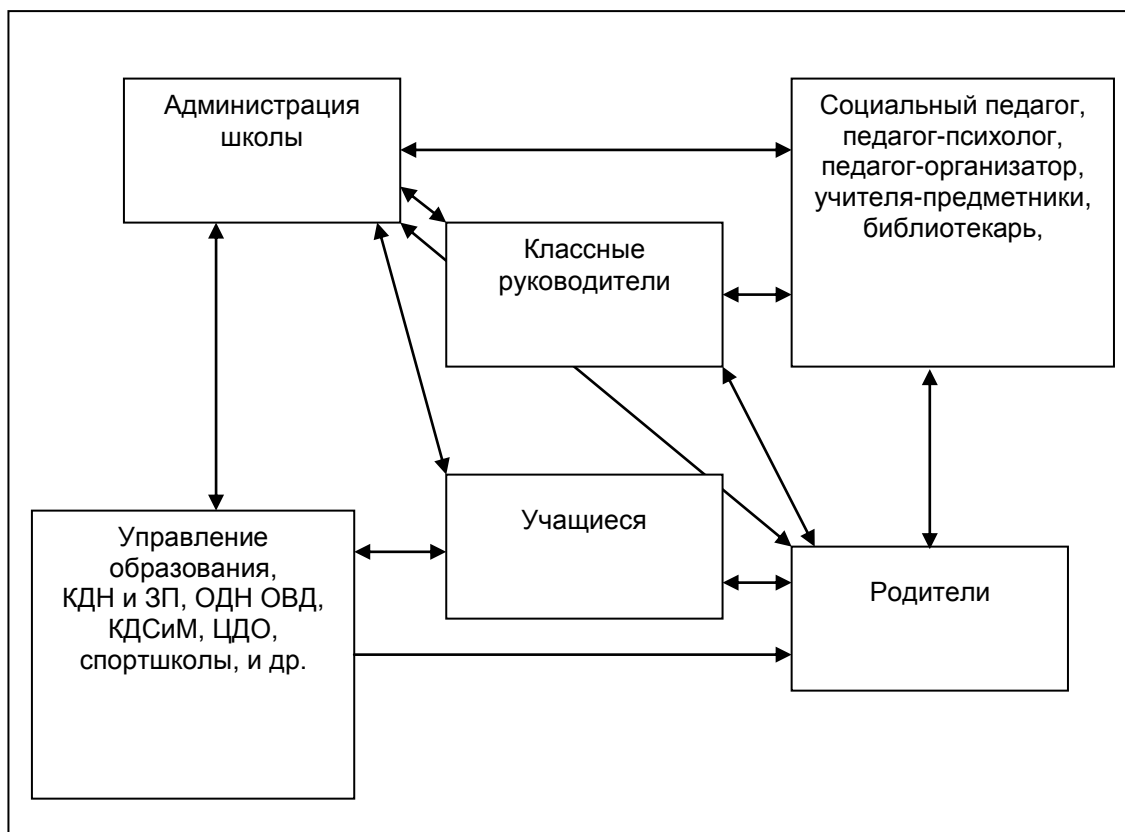 Администрация
школы
Социальный педагог,
педагог-психолог,
педагог-организатор,
учителя-предметники,
библиотекарь,
Классные
руководители
Учащиеся
Управление
образования,
КДН и ЗП, ОДН ОВД,
КДСиМ, ЦДО,
спортшколы, и др.
Родители